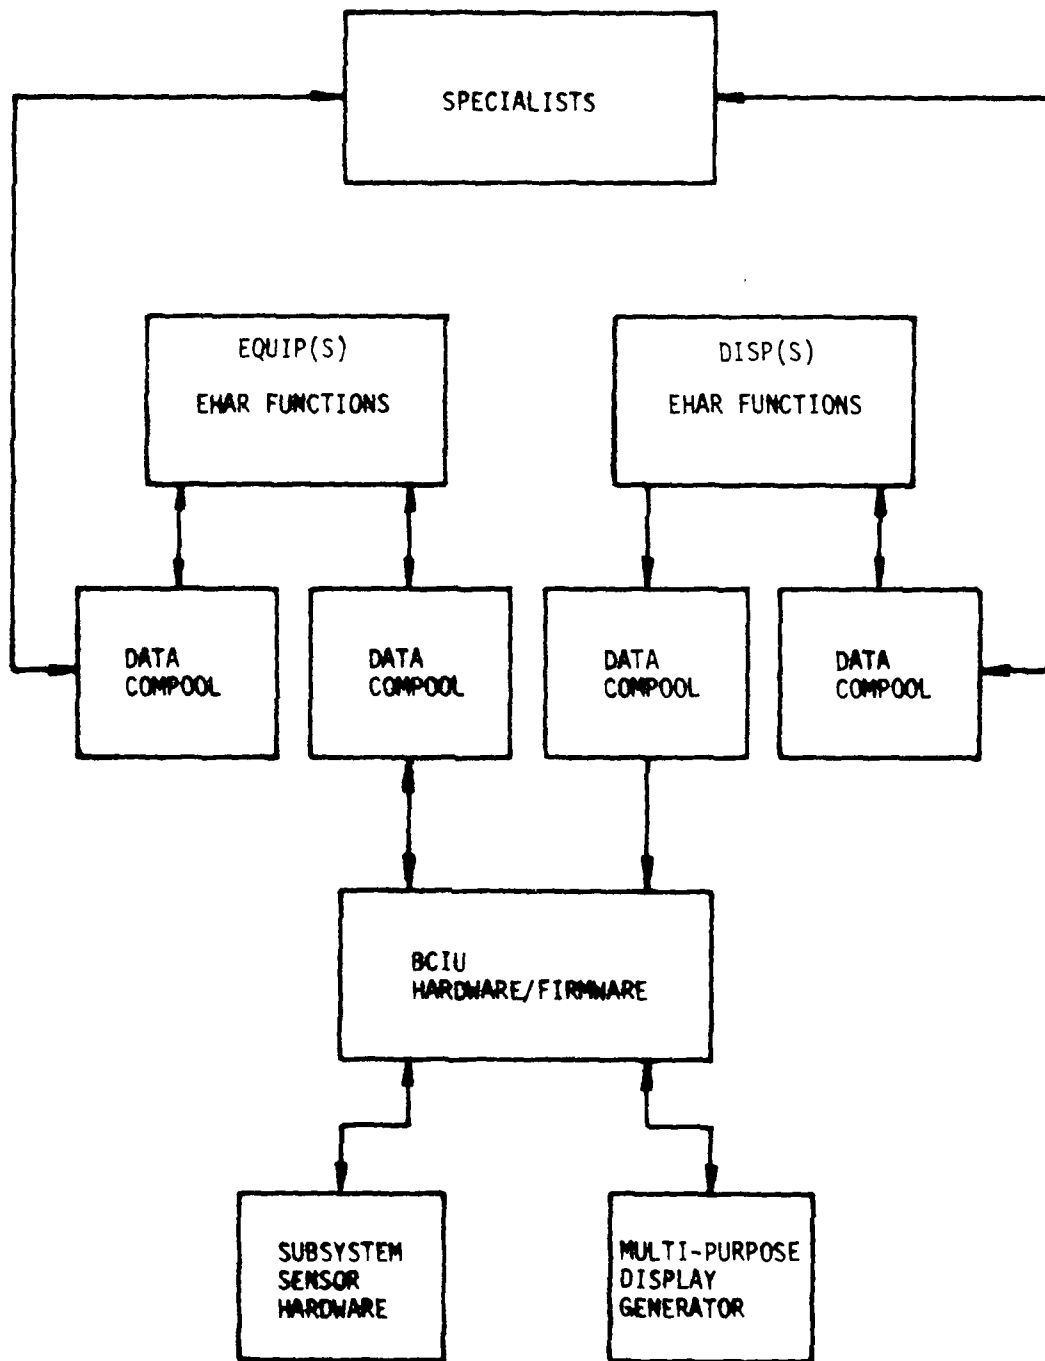 SPECIALISTS
EQUIP(S)
EHAR FUNCTIONS
DISP(S)
EHAR FUNCTIONS
DATA
COMPOOL
DATA
COMPOOL
DATA
COMPOOL
DATA
COMPOOL
BCIU
HARDWARE/FIRMWARE
SUBSYSTEM
SENSOR
HARDWARE
MULTI-PURPOSE
DISPLAY
GENERATOR